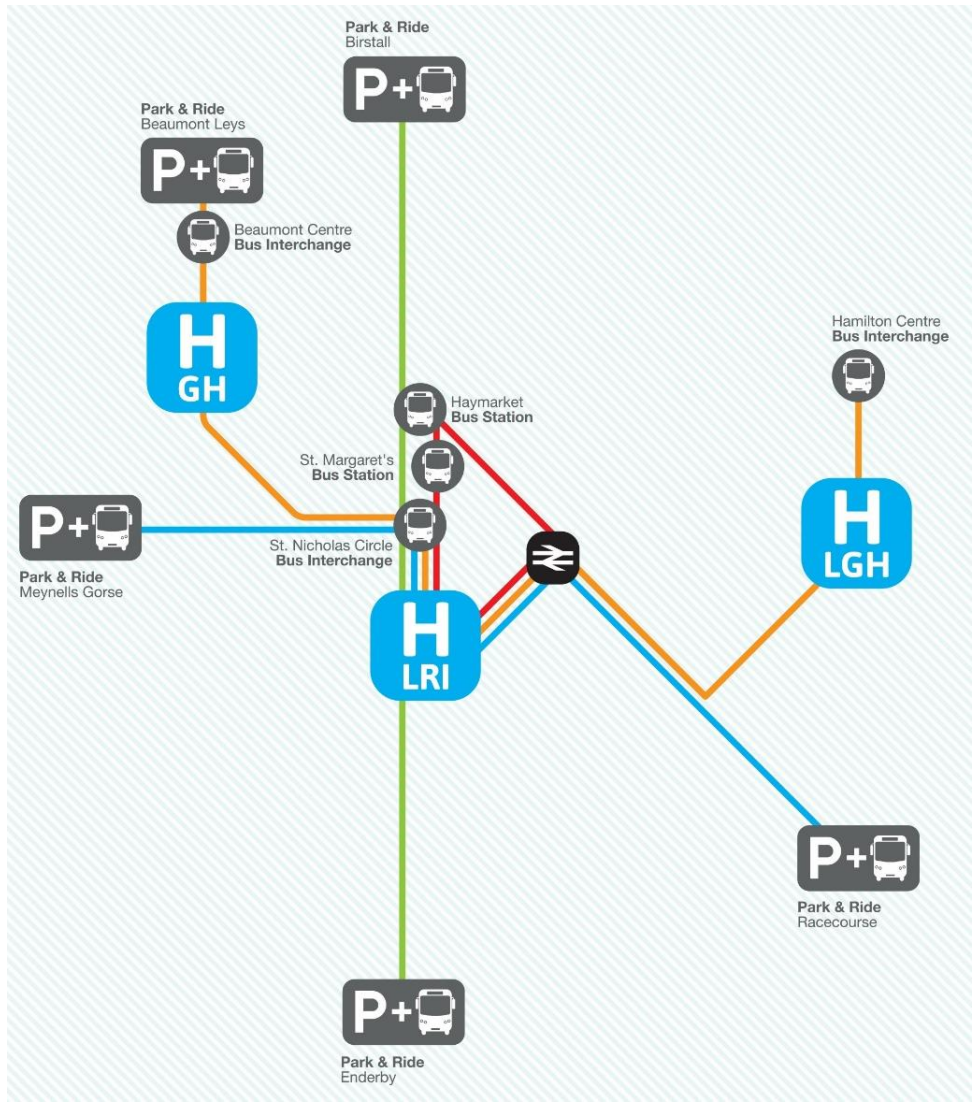 Park & Ride
Birstall
P+
Park & Ride
Beaumont Leys
P+
Beaumont Centre
Bus Interchange
H
GH
Hamilton Centre
Bus Interchange
Haymarket
Bus Station
St. Margaret's
Bus Station
H
LGH
P+
St. Nicholas Circle
Bus Interchange
Park & Ride
Meynells Gorse
H
LRI
P+
Park & Ride
Racecourse
P+
Park & Ride
Enderby